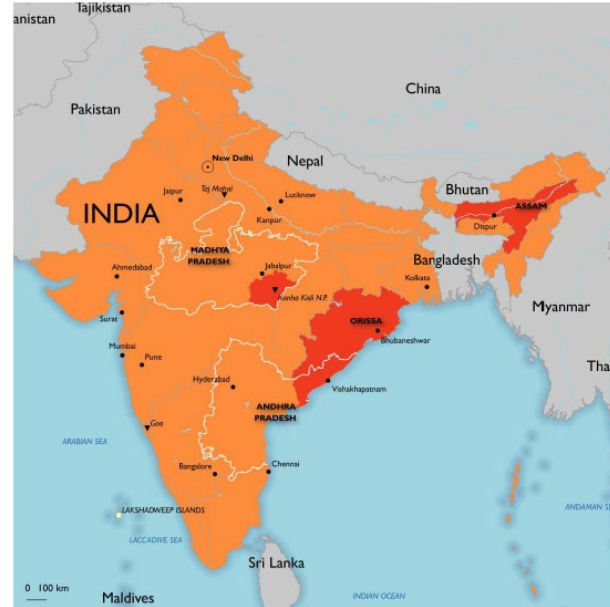 Tajikistan
anistan
China
Pakistan
New Delhi
Nepal
Taj Mahal
Jaipur
Lucknow
Bhutan
ASSAM
INDIA
Kanpur
Dispur
MADHYA
PRADESH
Bangladesh
Ahmedabad
Jabalpur
Kolkata
Kanha Kisli N.P.
Myanmar
Surat
ORISSA
Bhubaneshwar
Mumbai
Pune
Tha
Hyderabad
Vishakhapatnam
ANDHRA
PRADESH
Goa
ARABIAN SEA
Bangalore
Chennai
LAKSHADWEEP ISLANDS
ANDAMAN S
LACCADIVE SEA
Sri Lanka
0 100 km
Maldives
INDIAN OCEAN